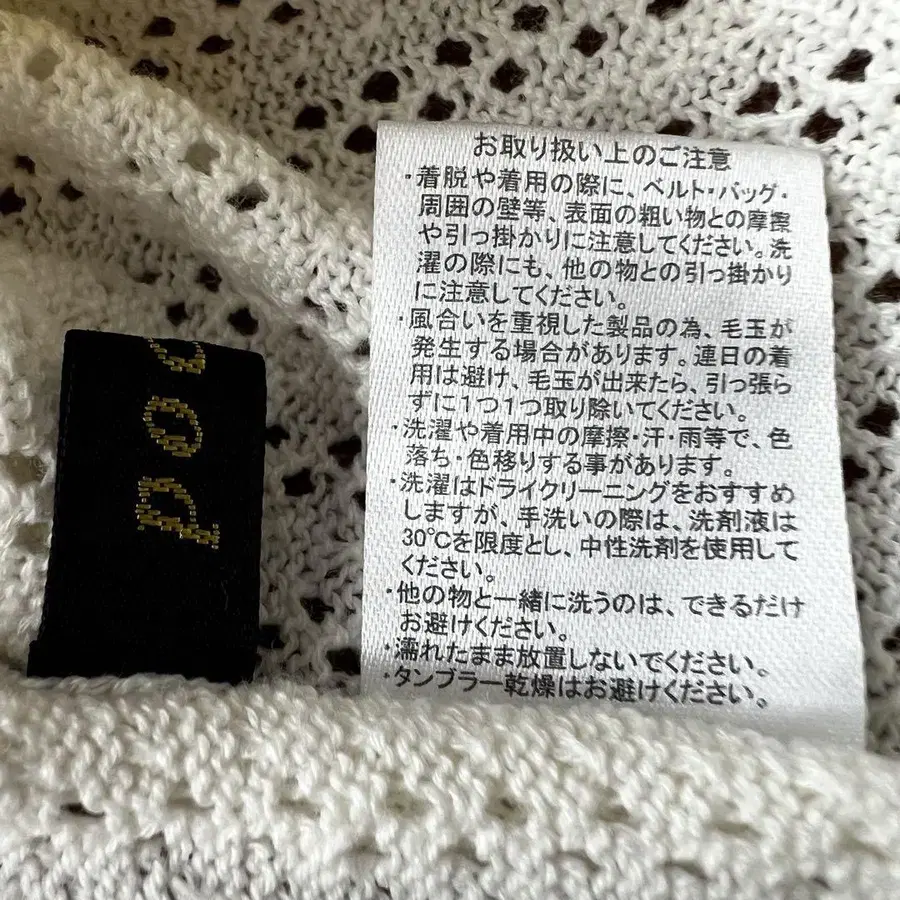 お取り扱い上のご注意
・着脱や着用の際に、ベルト・バッグ・
周囲の壁等、表面の粗い物との摩擦
や引っ掛かりに注意してください。洗
濯の際にも、他の物との引っ掛かり
に注意してください。
・風合いを重視した製品の為、毛玉が
発生する場合があります。連日の着
用は避け、毛玉が出来たら、引っ張ら
ずに1つ1つ取り除いてください。
・洗濯や着用中の摩擦・汗・雨等で、色
落ち・色移りする事があります。
・洗濯はドライクリーニングをおすすめ
しますが、手洗いの際は、洗剤液は
30℃を限度とし、中性洗剤を使用して
ください。
・他の物と一緒に洗うのは、できるだけ
お避けください。
・濡れたまま放置しないでください。
・タンブラー乾燥はお避けください。